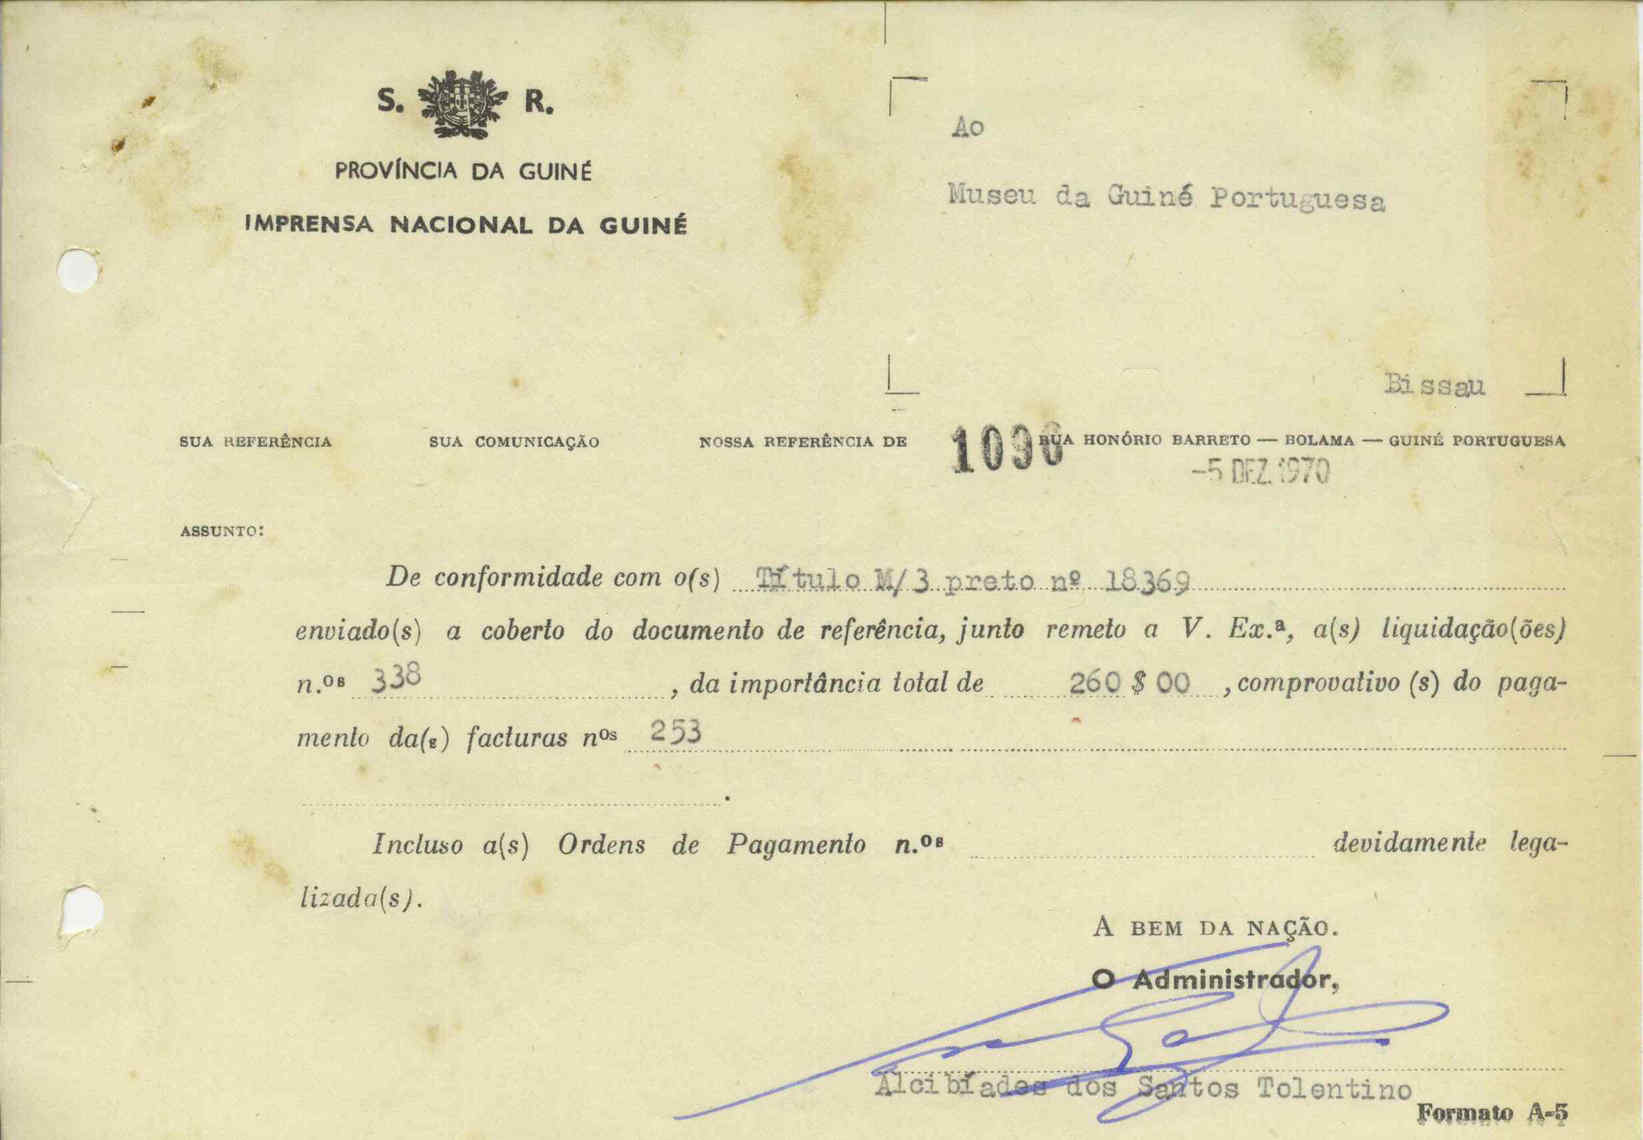 S. R.
PROVÍNCIA DA GUINÉ
IMPRENSA NACIONAL DA GUINÉ
Ao
Museu da Guiné Portuguesa
Bissau
SUA REFERÊNCIA SUA COMUNICAÇÃO NOSSA REFERÊNCIA DE RUA HONÓRIO BARRETO — BOLAMA — GUINÉ PORTUGUESA
-5 DEZ. 1970
ASSUNTO:
De conformidade com o(s) Título M/3 preto nº 18369
enviado(s) a coberto do documento de referência, junto remeto a V. Ex.ª, a(s) liquidação(ões)
n.ºs 338 , da importância total de 260$00 , comprovativo (s) do paga-
mento da(s) facturas nos 253
.
Incluso a(s) Ordens de Pagamento n.ºs devidamente lega-
lizada(s).
A BEM DA NAÇÃO.
O Administrador,
Alcibíades dos Santos Tolentino
Formato A-5